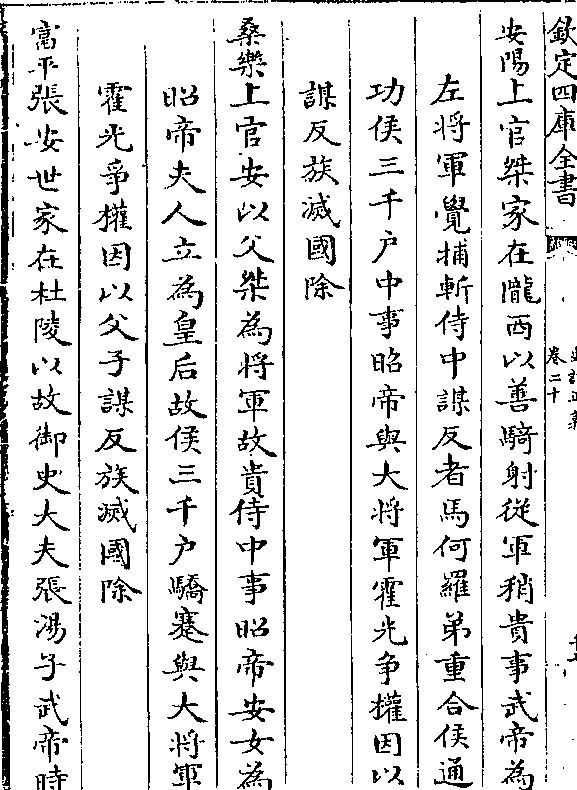 欽定四庫全書
卷二十
安陽上官桀家在隴西以善騎射從軍稍貴事武帝為
左將軍覺捕斬侍中謀反者馬何羅弟重合侯通
功侯三千户中事昭帝與大將軍霍光争權因以
謀反族滅國除
桑樂上官安以父桀為將軍故貴侍中事昭帝安女為
昭帝夫人立為皇后故侯三千户驕蹇與大將軍
霍光爭權因以父子謀反族滅國除
富平張安世家在杜陵以故御史大夫張湯子武帝時